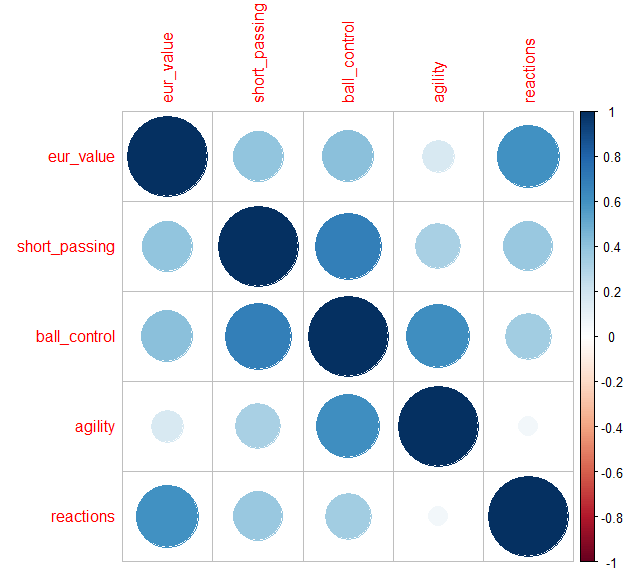 eur_value
short_passing
ball_control
agility
reactions
eur_value
short_passing
ball_control
agility
reactions
1
0.8
0.6
0.4
0.2
0
-0.2
-0.4
-0.6
-0.8
-1